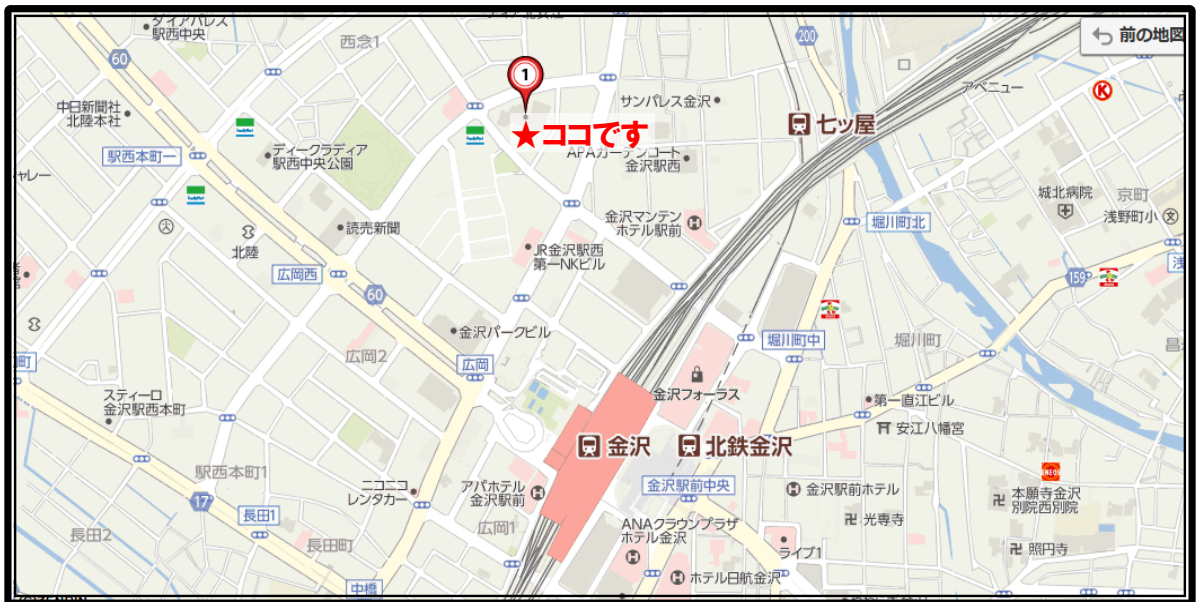 ダイアパレス
駅西中央
60
西念1
200
前の地図
1
サンパレス金沢
アベニュー
K
中日新聞社
北陸本社
★ココです
七ッ屋
駅西本町一
ディークラディア
駅西中央公園
APAガーデンコート
金沢駅西
城北病院
京町
浅野町小
文
金沢マンテン
ホテル駅前
H
堀川町北
読売新聞
北陸
JR金沢駅西
第一NKビル
広岡西
60
159
金沢パークビル
堀川町中
堀川町
広岡2
広岡
スティーロ
金沢駅西本町
金沢フォーラス
第一直江ビル
安江八幡宮
金沢
北鉄金沢
駅西本町1
ニコニコ
レンタカー
アパホテル
金沢駅前
H
金沢駅前中央
H
金沢駅前ホテル
ENEOS
本願寺金沢
別院西別院
17
長田1
広岡1
ANAクラウンプラザ
ホテル金沢
H
光専寺
長田2
長田町
ライブ1
照円寺
中橋
H
ホテル日航金沢